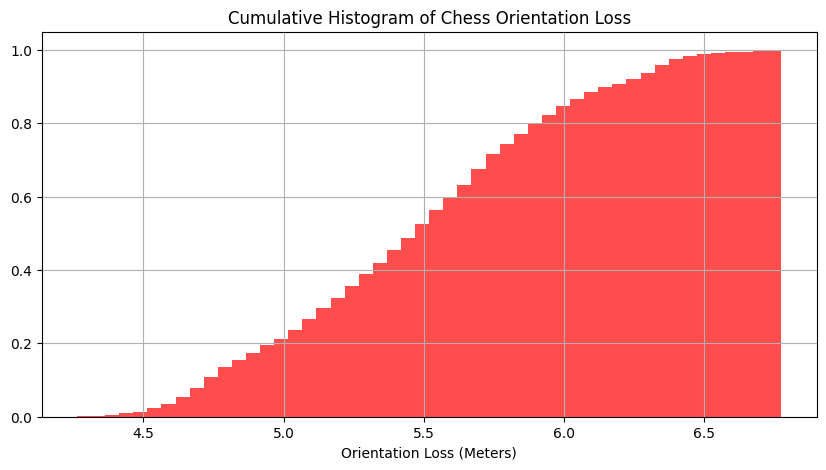 Cumulative Histogram of Chess Orientation Loss
1.0
0.8
0.6
0.4
0.2
0.0
4.5 5.0 5.5 6.0 6.5
Orientation Loss (Meters)